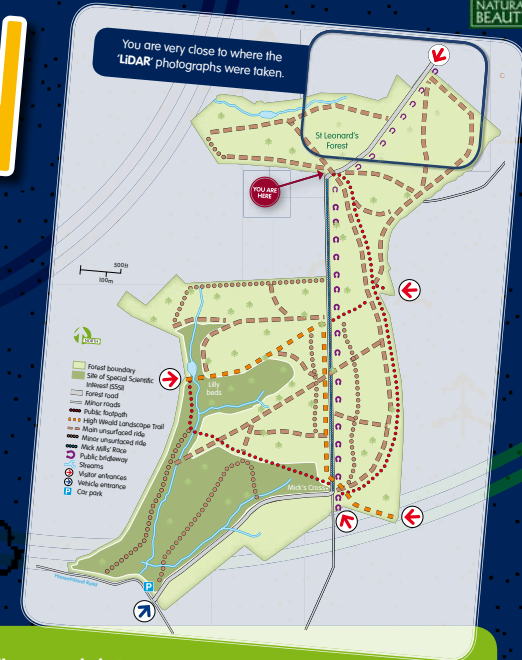 NATURA
BEAUT
You are very close to where the
'LiDAR' photographs were taken.
St Leonard's
Forest
YOU ARE
HERE
500ft
100m
NORTH
Forest boundary
Site of Special Scientific
Interest (SSSI)
Forest road
Minor roads
Public footpath
High Weald Landscape Trail
Main unsurfaced ride
Minor unsurfaced ride
Mick Mills' Race
Public bridleway
Streams
Visitor entrances
Vehicle entrance
P Car park
Lilly
beds
Mick's Cross
P